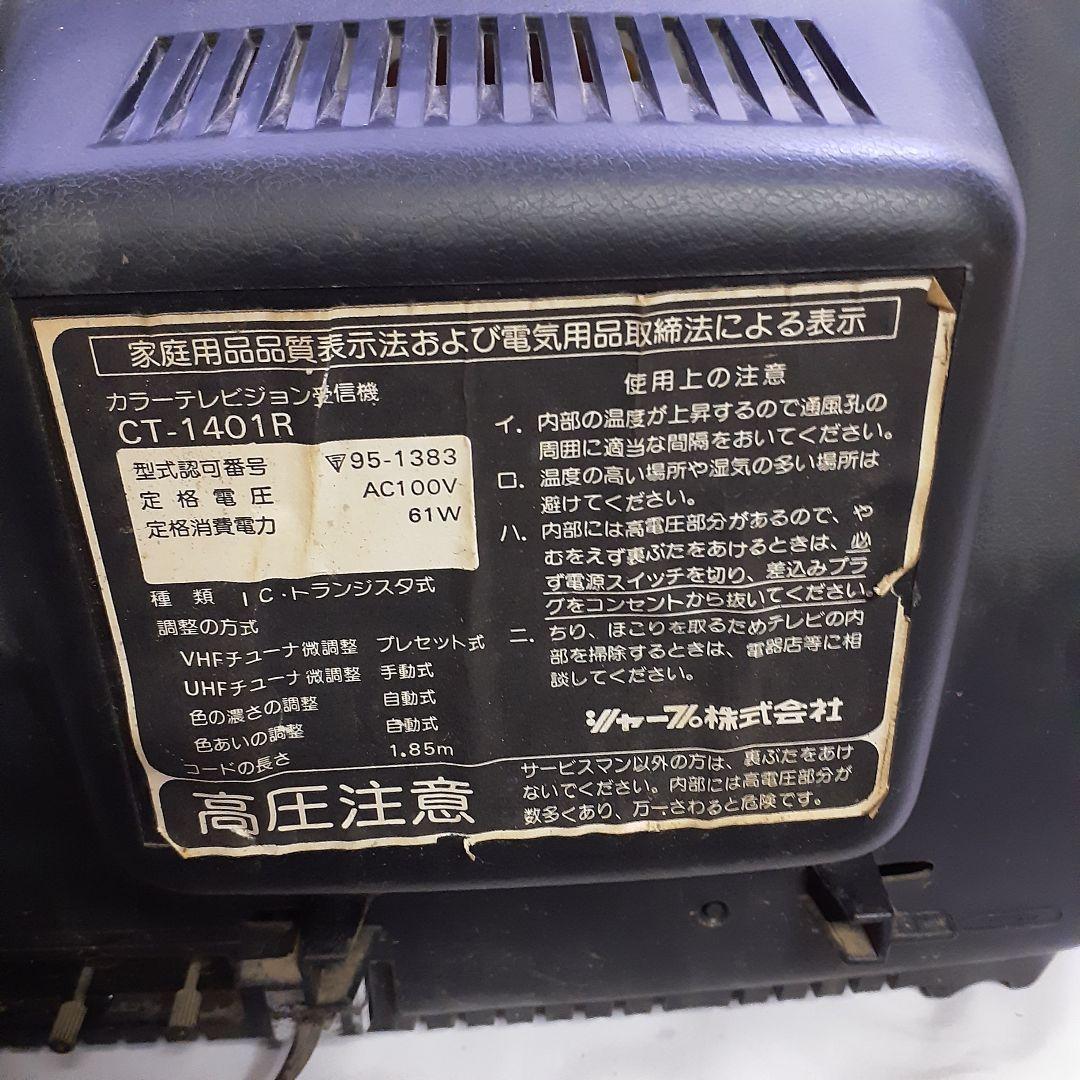 家庭用品品質表示法および電気用品取締法による表示
カラーテレビジョン受信機
CT-1401R
型式認可番号 95-1383
定格電圧 AC100V
定格消費電力 61W
種類 IC・トランジスタ式
調整の方式
VHFチューナ微調整 プレセット式
UHFチューナ微調整 手動式
色の濃さの調整 自動式
色あいの調整 自動式
コードの長さ 1.85m
使用上の注意
イ. 内部の温度が上昇するので通風孔の
周囲に適当な間隔をおいてください。
ロ. 温度の高い場所や湿気の多い場所は
避けてください。
ハ. 内部には高電圧部分があるので、や
むをえず裏ぶたをあけるときは、必
ず電源スイッチを切り、差込みプラ
グをコンセントから抜いてください。
ニ. ちり、ほこりを取るためテレビの内
部を掃除するときは、電器店等に相
談してください。
シャープ株式会社
高圧注意
サービスマン以外の方は、裏ぶたをあけ
ないでください。内部には高電圧部分が
数多くあり、万一さわると危険です。